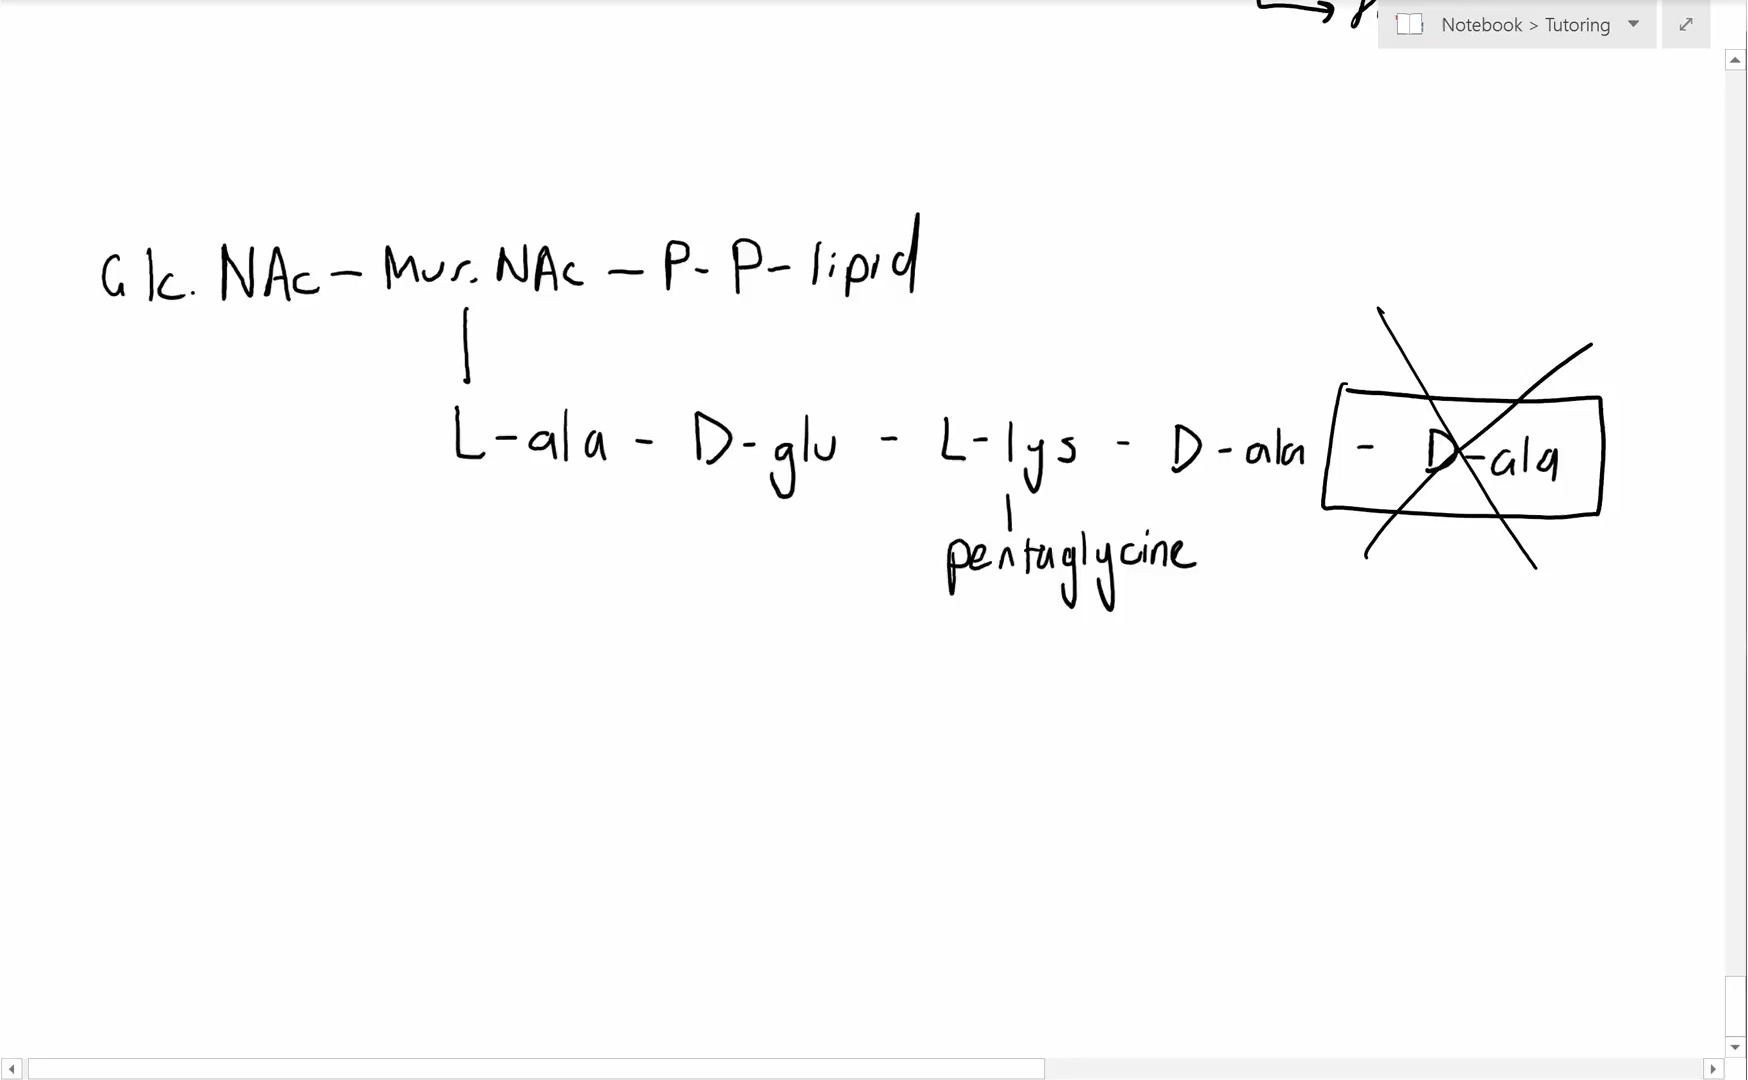 Notebook > Tutoring
Glc. NAc - Mur. NAc - P - P - lipid
L-ala - D-glu - L-lys - D-ala - D-ala
pentaglycine